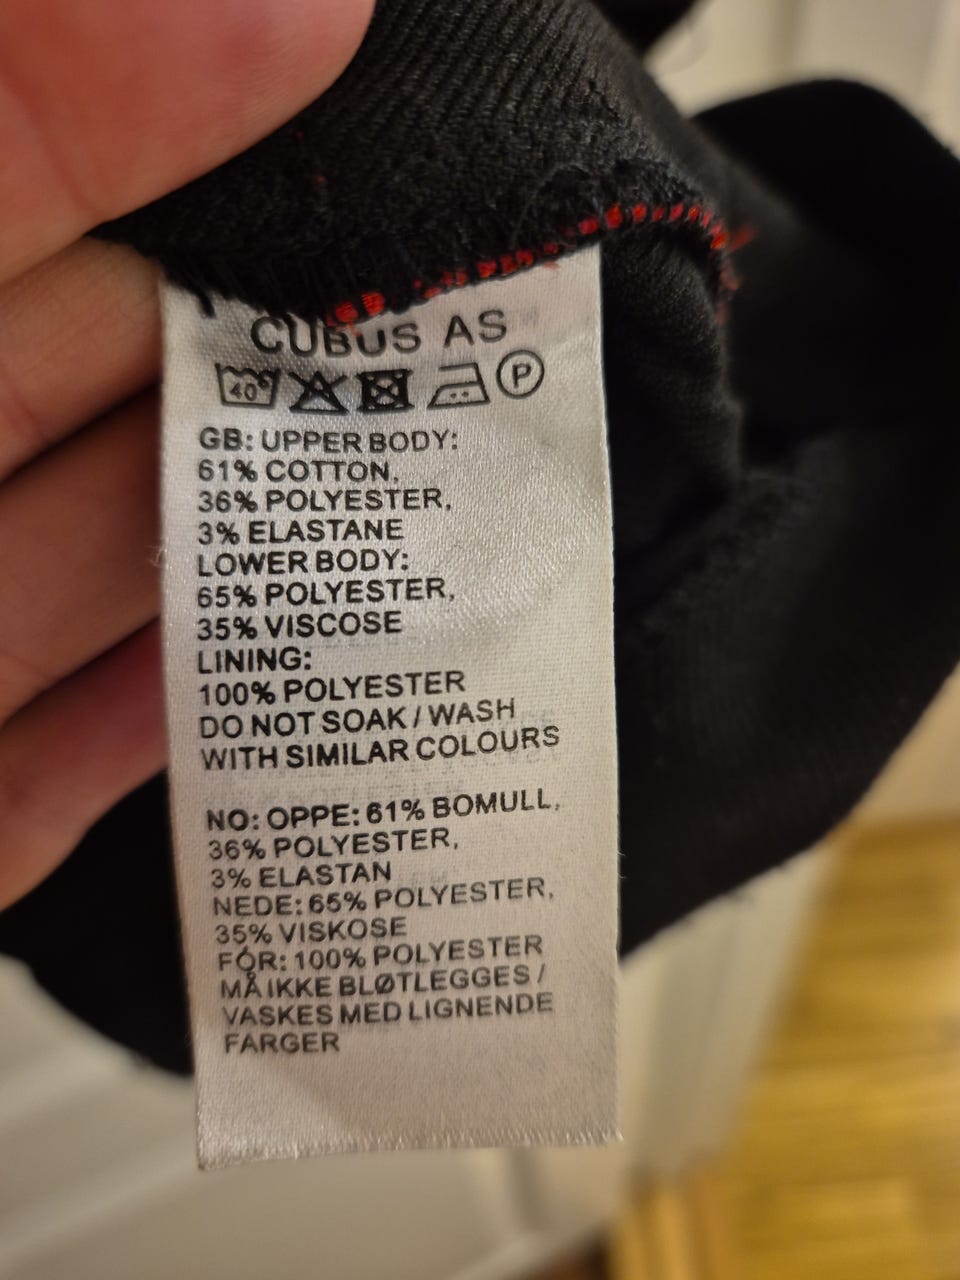 CUBUS AS
40° P
GB: UPPER BODY:
61% COTTON,
36% POLYESTER,
3% ELASTANE
LOWER BODY:
65% POLYESTER,
35% VISCOSE
LINING:
100% POLYESTER
DO NOT SOAK / WASH
WITH SIMILAR COLOURS
NO: OPPE: 61% BOMULL,
36% POLYESTER,
3% ELASTAN
NEDE: 65% POLYESTER,
35% VISKOSE
FÓR: 100% POLYESTER
MÅ IKKE BLØTLEGGES /
VASKES MED LIGNENDE
FARGER